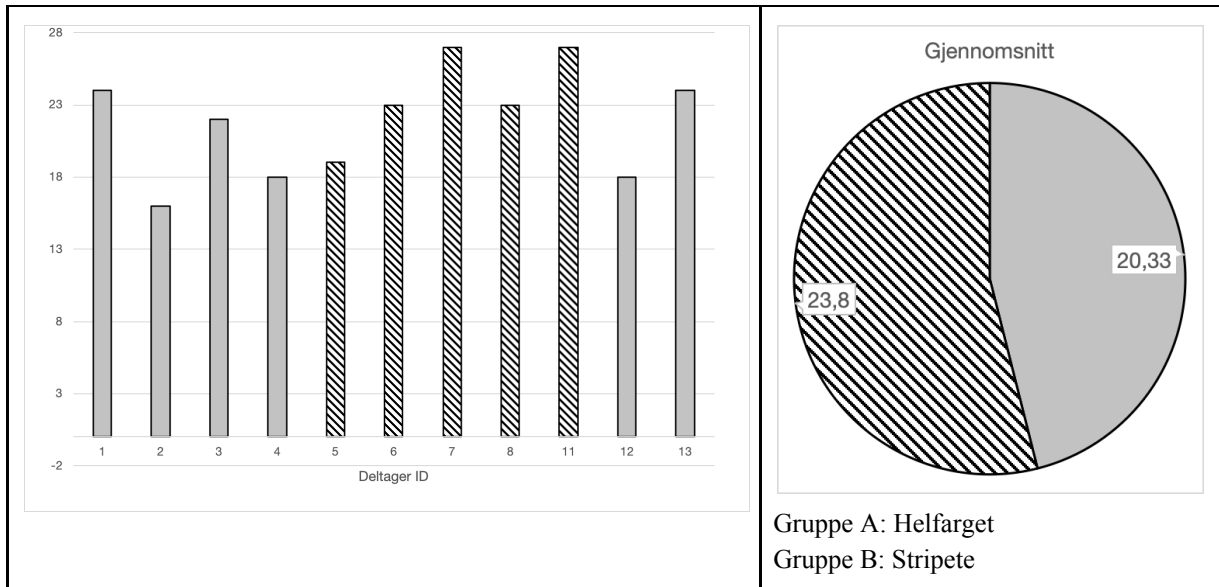 28
23
18
13
8
3
-2
1 2 3 4 5 6 7 8 11 12 13
Deltager ID
Gjennomsnitt
20,33
23,8
Gruppe A: Helfarget
Gruppe B: Stripete